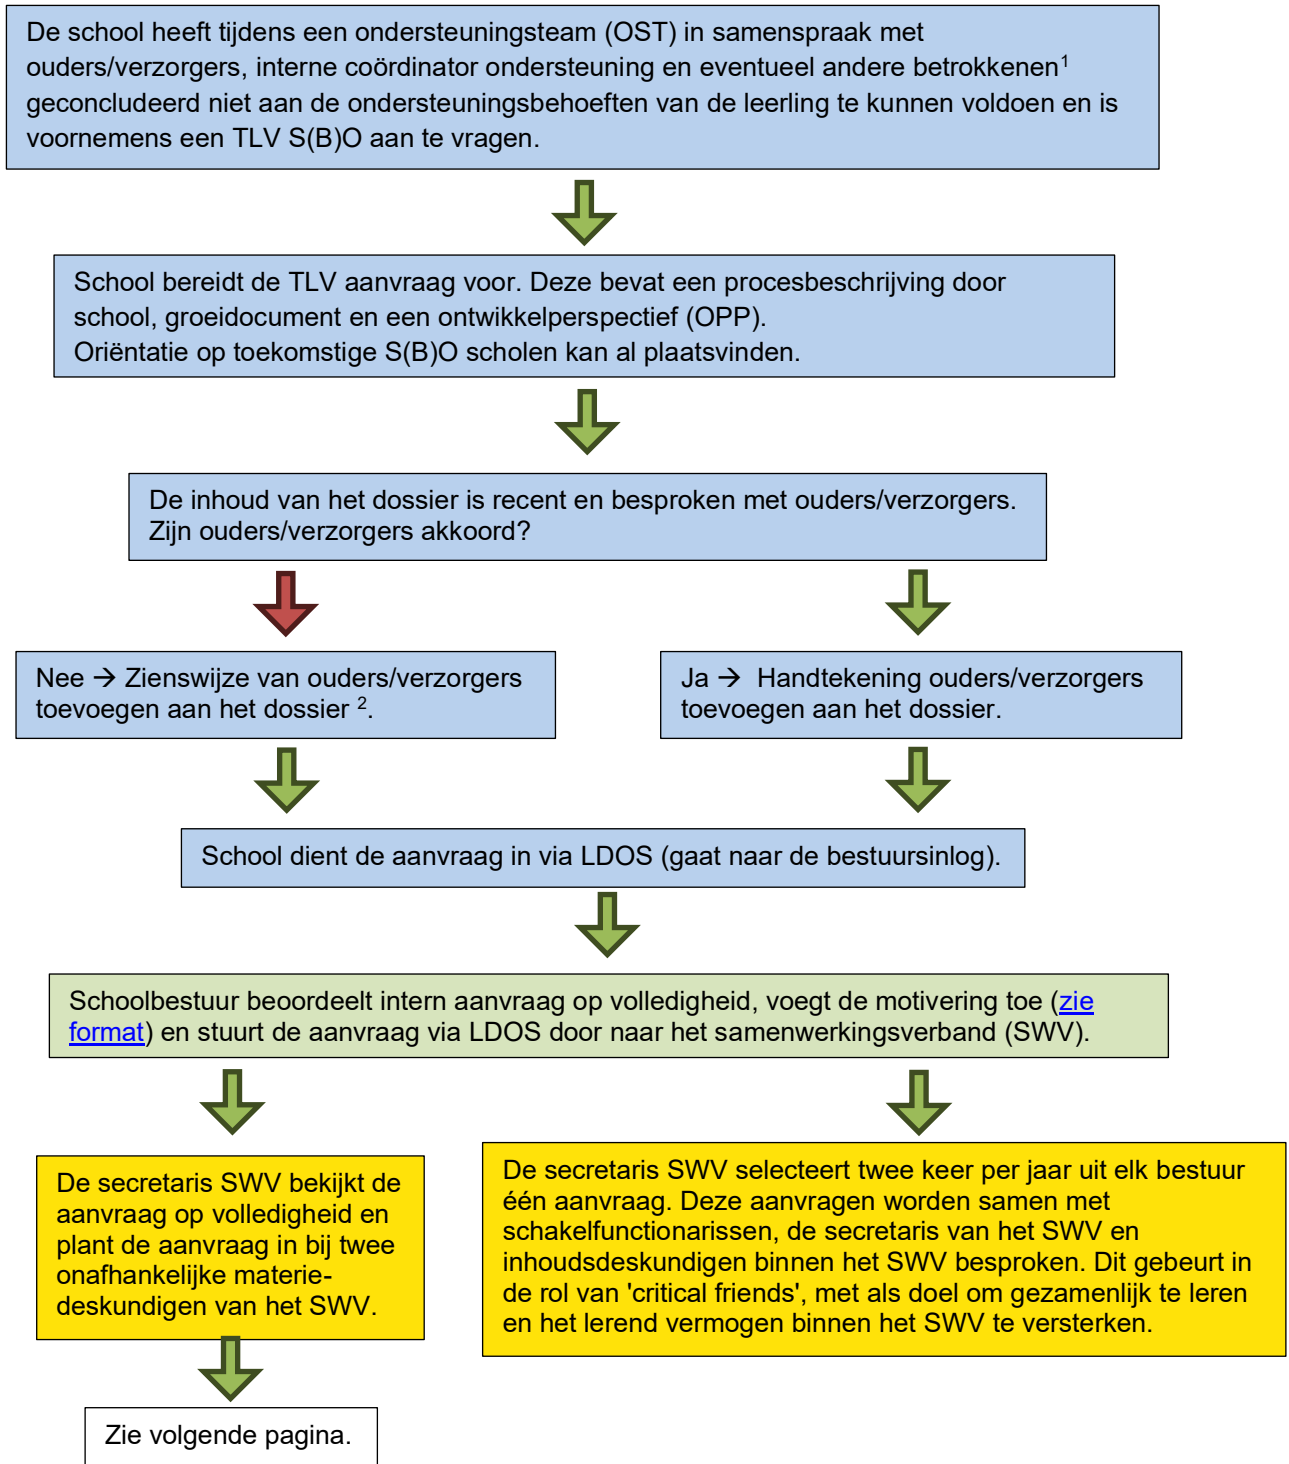 De school heeft tijdens een ondersteuningsteam (OST) in samenspraak met
ouders/verzorgers, interne coördinator ondersteuning en eventueel andere betrokkenen¹
geconcludeerd niet aan de ondersteuningsbehoeften van de leerling te kunnen voldoen en is
voornemens een TLV S(B)O aan te vragen.
School bereidt de TLV aanvraag voor. Deze bevat een procesbeschrijving door
school, groeidocument en een ontwikkelperspectief (OPP).
Oriëntatie op toekomstige S(B)O scholen kan al plaatsvinden.
De inhoud van het dossier is recent en besproken met ouders/verzorgers.
Zijn ouders/verzorgers akkoord?
Nee → Zienswijze van ouders/verzorgers
toevoegen aan het dossier ².
Ja → Handtekening ouders/verzorgers
toevoegen aan het dossier.
School dient de aanvraag in via LDOS (gaat naar de bestuursinlog).
Schoolbestuur beoordeelt intern aanvraag op volledigheid, voegt de motivering toe (zie
format) en stuurt de aanvraag via LDOS door naar het samenwerkingsverband (SWV).
De secretaris SWV bekijkt de
aanvraag op volledigheid en
plant de aanvraag in bij twee
onafhankelijke materie-
deskundigen van het SWV.
De secretaris SWV selecteert twee keer per jaar uit elk bestuur
één aanvraag. Deze aanvragen worden samen met
schakelfunctionarissen, de secretaris van het SWV en
inhoudsdeskundigen binnen het SWV besproken. Dit gebeurt in
de rol van 'critical friends', met als doel om gezamenlijk te leren
en het lerend vermogen binnen het SWV te versterken.
Zie volgende pagina.